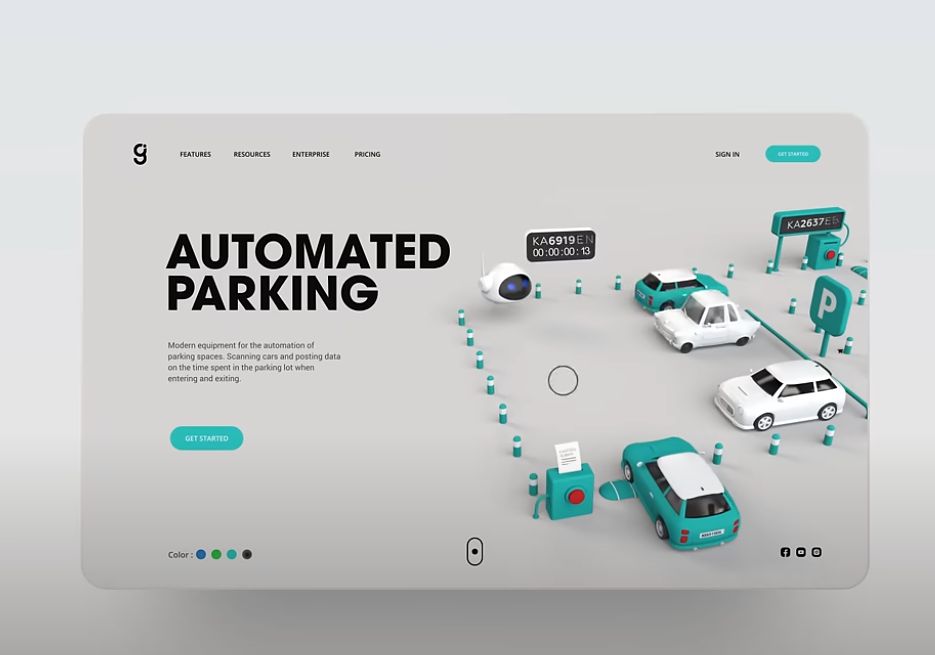 FEATURES
RESOURCES
ENTERPRISE
PRICING
SIGN IN
GET STARTED
AUTOMATED
PARKING
Modern equipment for the automation of
parking spaces. Scanning cars and posting data
on the time spent in the parking lot when
entering and exiting.
GET STARTED
KA6919EN
00:00:00:13
KA2637EB
P
Color :